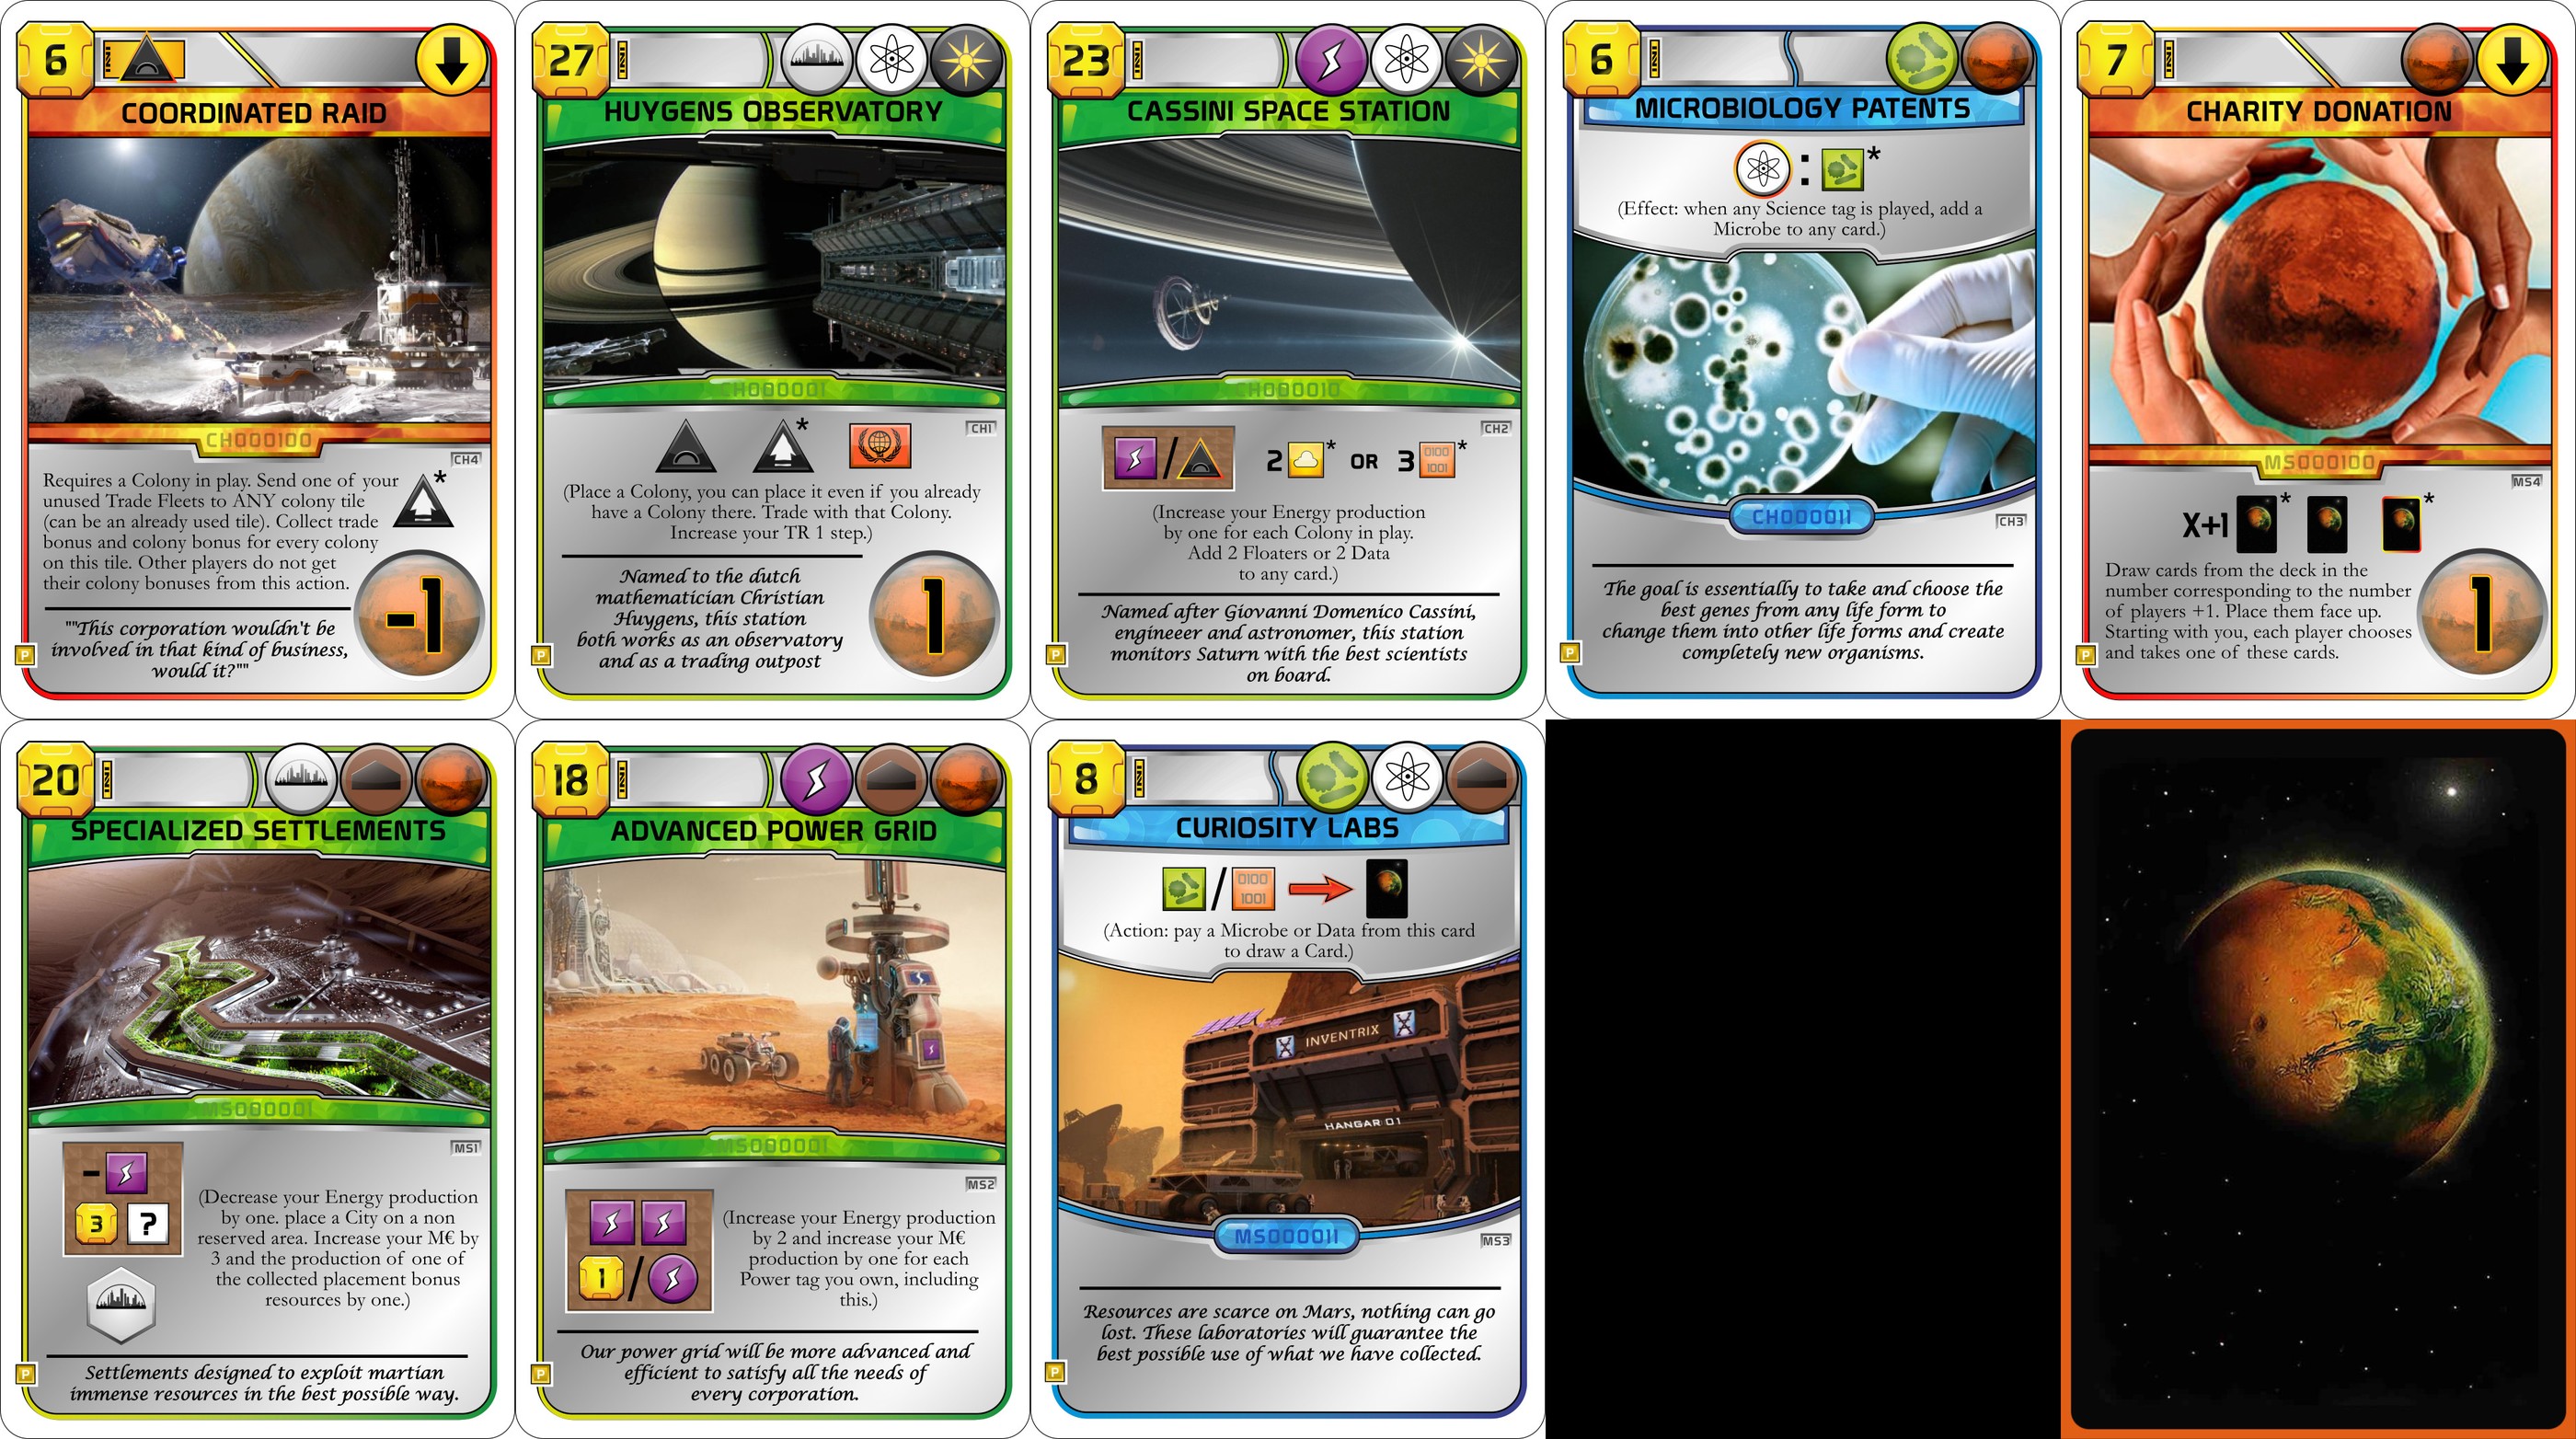 6
COORDINATED RAID
CH000100
CH4
Requires a Colony in play. Send one of your
unused Trade Fleets to ANY colony tile
(can be an already used tile). Collect trade
bonus and colony bonus for every colony
on this tile. Other players do not get
their colony bonuses from this action.
*
-1
""This corporation wouldn't be
involved in that kind of business,
would it?""
P
27
HUYGENS OBSERVATORY
CH000001
CH1
*
(Place a Colony, you can place it even if you already
have a Colony there. Trade with that Colony.
Increase your TR 1 step.)
Named to the dutch
mathematician Christian
Huygens, this station
both works as an observatory
and as a trading outpost
1
P
23
CASSINI SPACE STATION
CH000010
CH2
/ 2 * OR 3 0100 1001 *
(Increase your Energy production
by one for each Colony in play.
Add 2 Floaters or 2 Data
to any card.)
Named after Giovanni Domenico Cassini,
engineeer and astronomer, this station
monitors Saturn with the best scientists
on board.
P
6
MICROBIOLOGY PATENTS
: *
(Effect: when any Science tag is played, add a
Microbe to any card.)
CH000011
CH3
The goal is essentially to take and choose the
best genes from any life form to
change them into other life forms and create
completely new organisms.
P
7
CHARITY DONATION
MS000100
MS4
X+1 * *
Draw cards from the deck in the
number corresponding to the number
of players +1. Place them face up.
Starting with you, each player chooses
and takes one of these cards.
1
P
20
SPECIALIZED SETTLEMENTS
MS000001
MS1
-
3 ?
(Decrease your Energy production
by one. place a City on a non
reserved area. Increase your M€ by
3 and the production of one of
the collected placement bonus
resources by one.)
Settlements designed to exploit martian
immense resources in the best possible way.
P
18
ADVANCED POWER GRID
MS000001
MS2
1 /
(Increase your Energy production
by 2 and increase your M€
production by one for each
Power tag you own, including
this.)
Our power grid will be more advanced and
efficient to satisfy all the needs of
every corporation.
P
8
CURIOSITY LABS
/ 0100 1001
(Action: pay a Microbe or Data from this card
to draw a Card.)
INVENTRIX
HANGAR 01
MS000011
MS3
Resources are scarce on Mars, nothing can go
lost. These laboratories will guarantee the
best possible use of what we have collected.
P